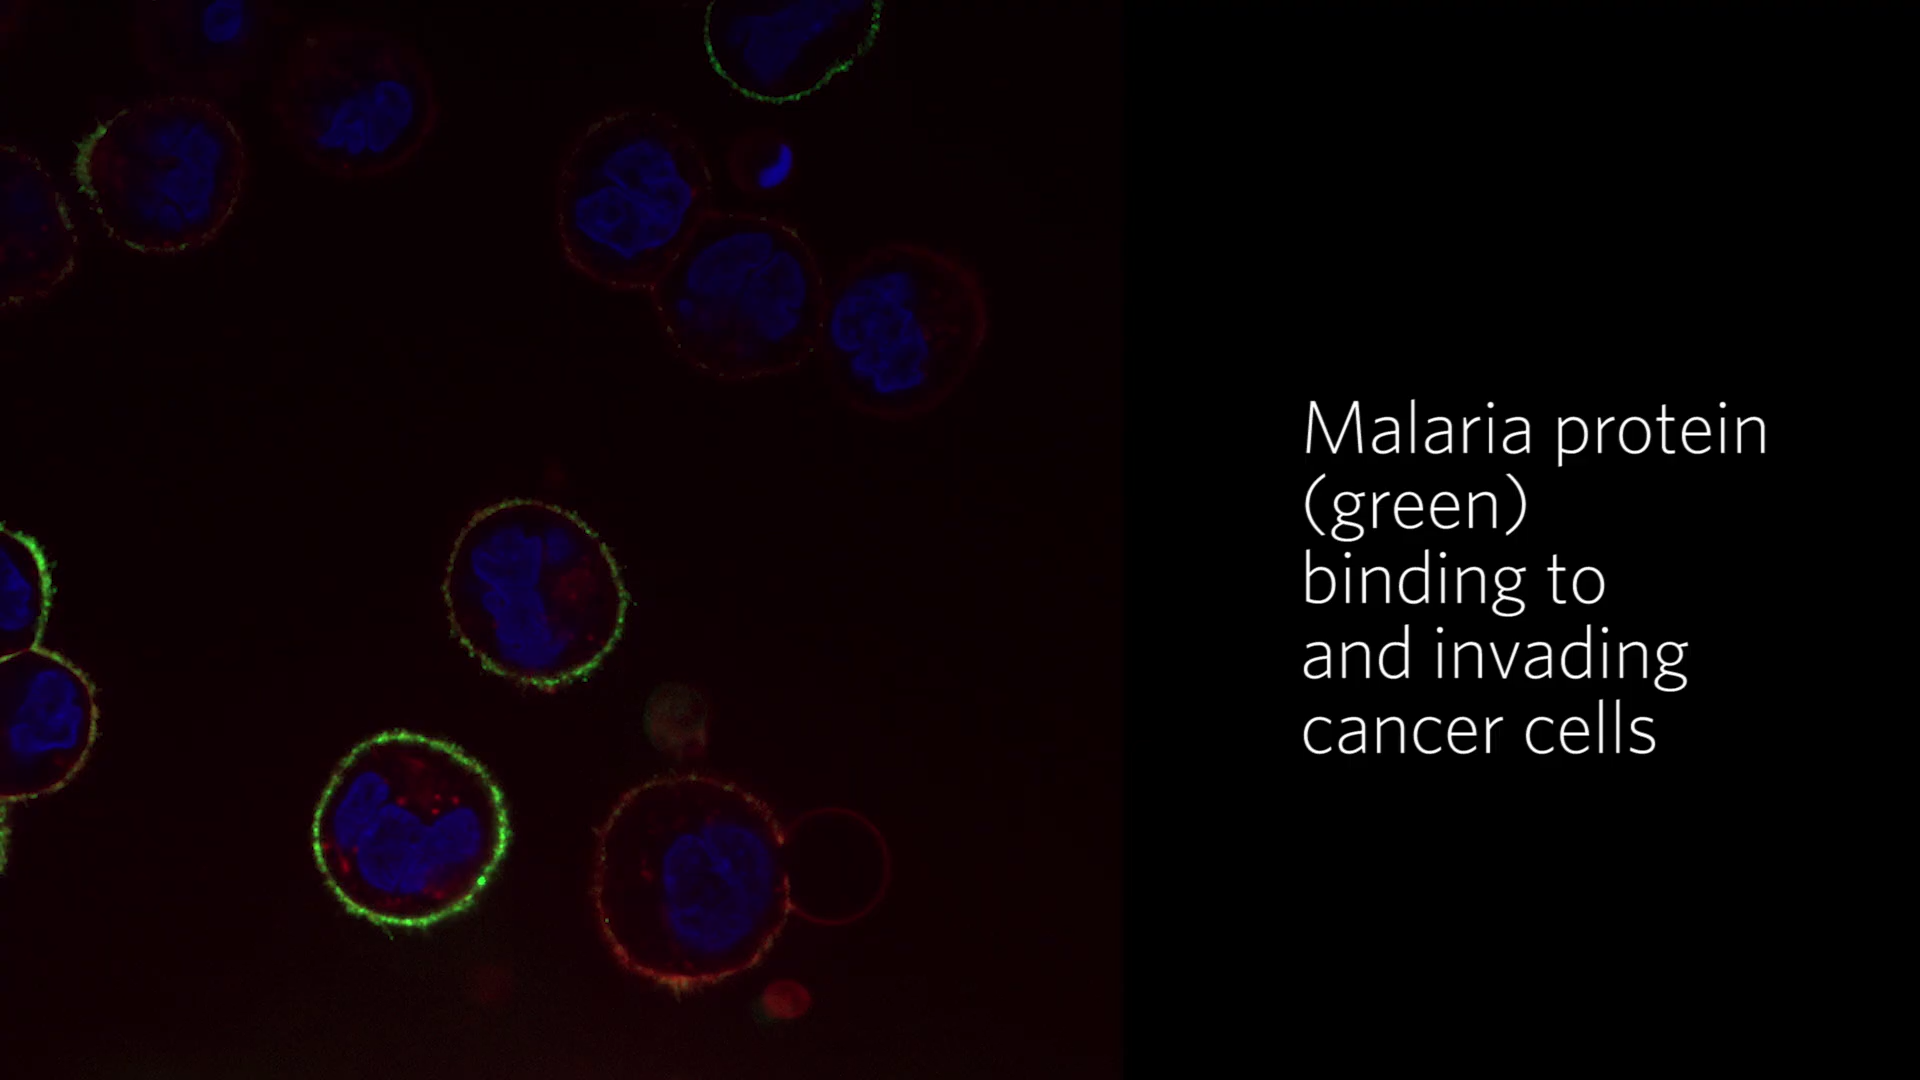 Malaria protein
(green)
binding to
and invading
cancer cells